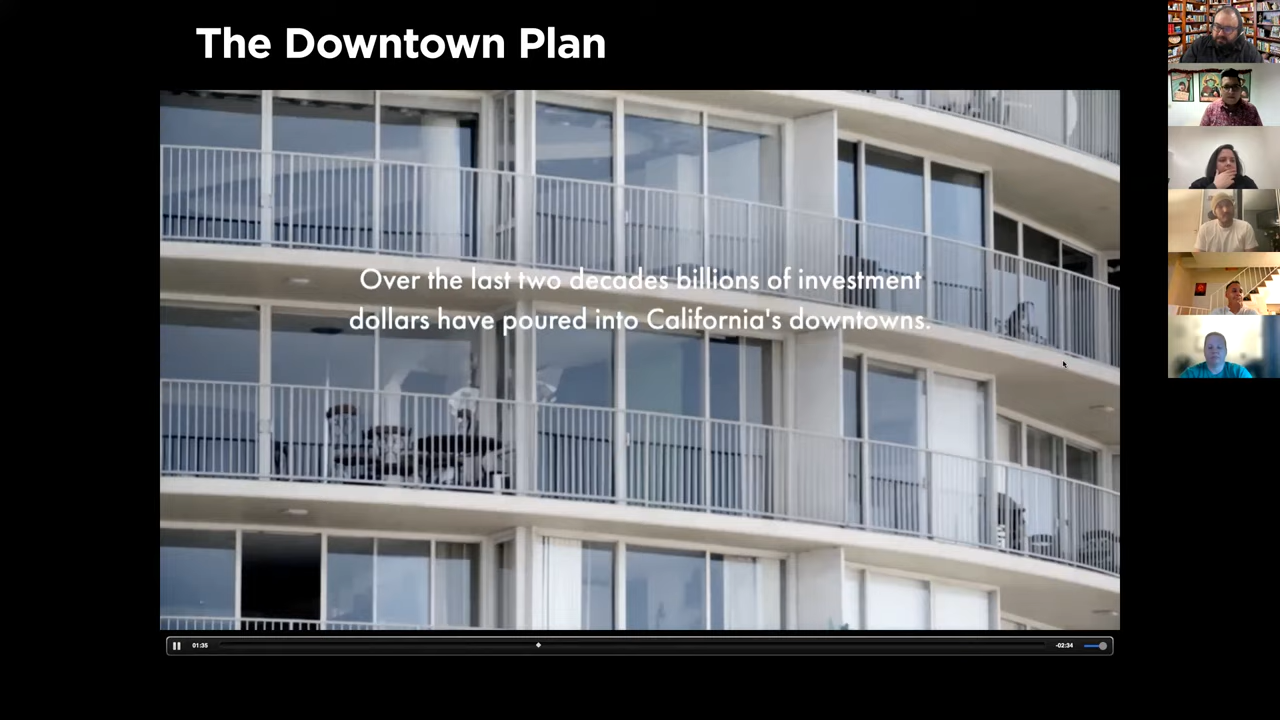 The Downtown Plan
Over the last two decades billions of investment
dollars have poured into California's downtowns.
01:35
-02:34